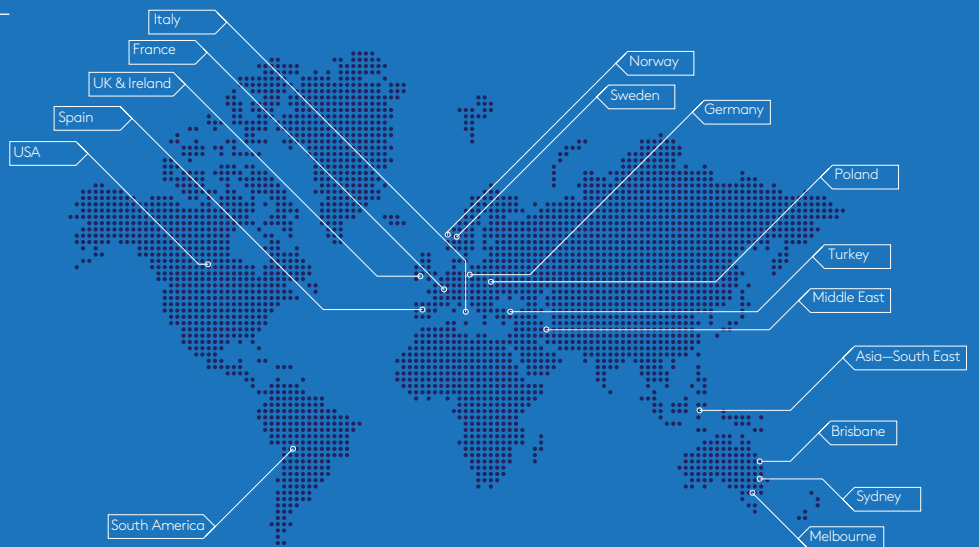 Italy
France
UK & Ireland
Spain
USA
Norway
Sweden
Germany
Poland
Turkey
Middle East
Asia—South East
Brisbane
Sydney
Melbourne
South America